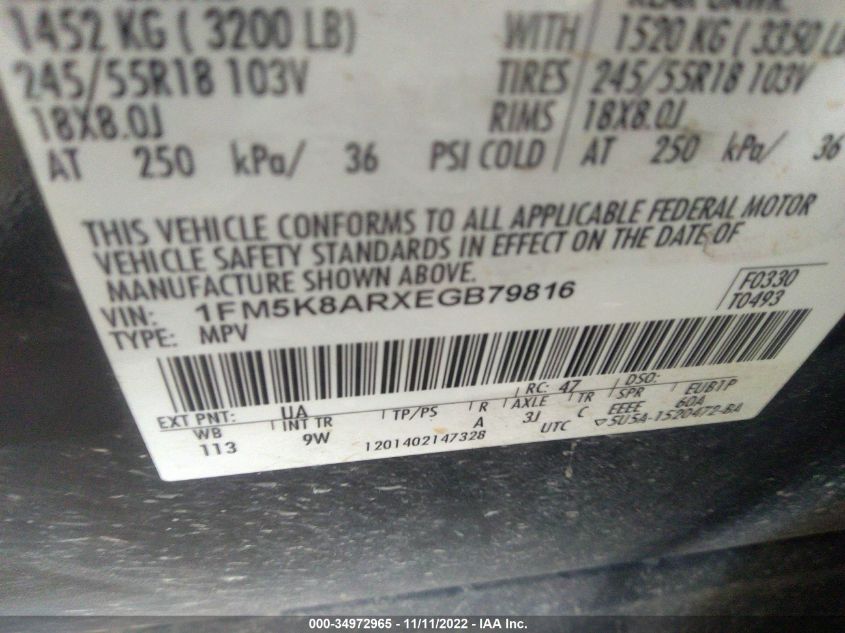 1452 KG ( 3200 LB) WITH 1520 KG ( 3350 LB
245/55R18 103V TIRES 245/55R18 103V
18X8.0J RIMS 18X8.0J
AT 250 kPa/ 36 PSI COLD AT 250 kPa/ 36
THIS VEHICLE CONFORMS TO ALL APPLICABLE FEDERAL MOTOR
VEHICLE SAFETY STANDARDS IN EFFECT ON THE DATE OF
MANUFACTURE SHOWN ABOVE.
VIN: 1FM5K8ARXEGB79816 F0330
TYPE: MPV T0493
EXT PNT: UA RC: 47 DSO:
WB INT TR TP/PS R AXLE TR SPR EUB1P
113 9W A 3J C EEEE 60A
1201402147328 UTC ▽5U5A-1520472-BA
000-34972965 - 11/11/2022 - IAA Inc.